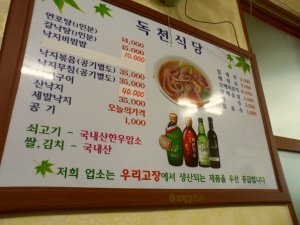 독천식당
연포탕(1인분) 14,000
갈낙탕(1인분) 15,000
낙지비빔밥 10,000
낙지볶음(공기별도) 35,000
낙지무침(공기별도) 35,000
낙지구이 35,000
산낙지 40,000
세발낙지 오늘의가격
공기 1,000
쇠고기 - 국내산한우암소
쌀,김치 - 국내산
저희 업소는 우리고장에서 생산되는 제품을 우선 공급합니다